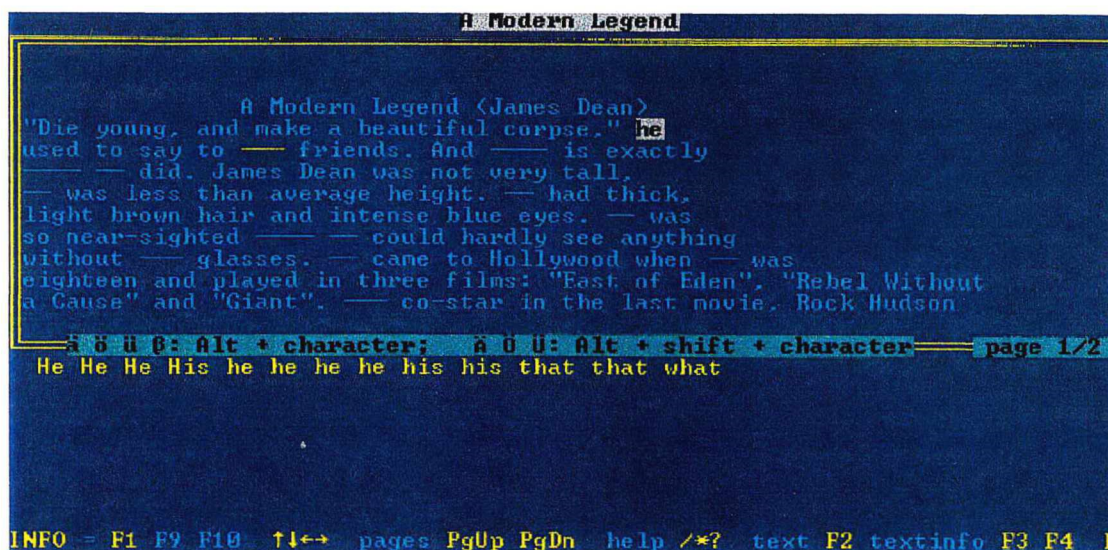 A Modern Legend
A Modern Legend (James Dean)
"Die young, and make a beautiful corpse," he
used to say to —— friends. And —— is exactly
—— — did. James Dean was not very tall,
— was less than average height. — had thick,
light brown hair and intense blue eyes. — was
so near-sighted —— — could hardly see anything
without —— glasses. — came to Hollywood when — was
eighteen and played in three films: "East of Eden", "Rebel Without
a Cause" and "Giant". —— co-star in the last movie, Rock Hudson
ä ö ü β: Alt + character; Ä Ö Ü: Alt + shift + character page 1/2
He He He His he he he he his his that that what
INFO = F1 F9 F10 ↑↓←→ pages PgUp PgDn help /*? text F2 textinfo F3 F4